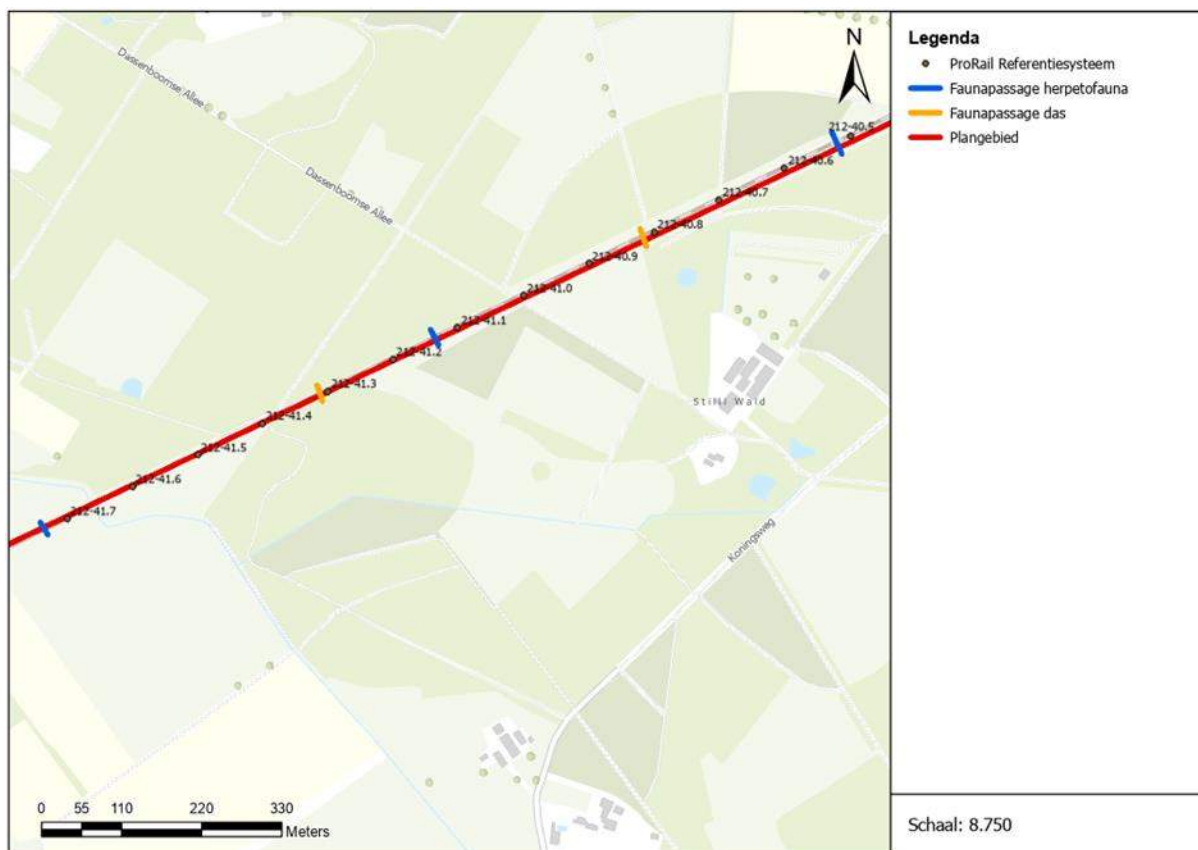 Dassenboomse Allee
Dassenboomse Allee
N
212-40.5
212-40.6
212-40.7
212-40.8
212-40.9
212-41.0
212-41.1
212-41.2
212-41.3
212-41.4
212-41.5
212-41.6
212-41.7
Stilll Wald
Koningsweg
0 55 110 220 330
Meters
Legenda
ProRail Referentiesysteem
Faunapassage herpetofauna
Faunapassage das
Plangebied
Schaal: 8.750